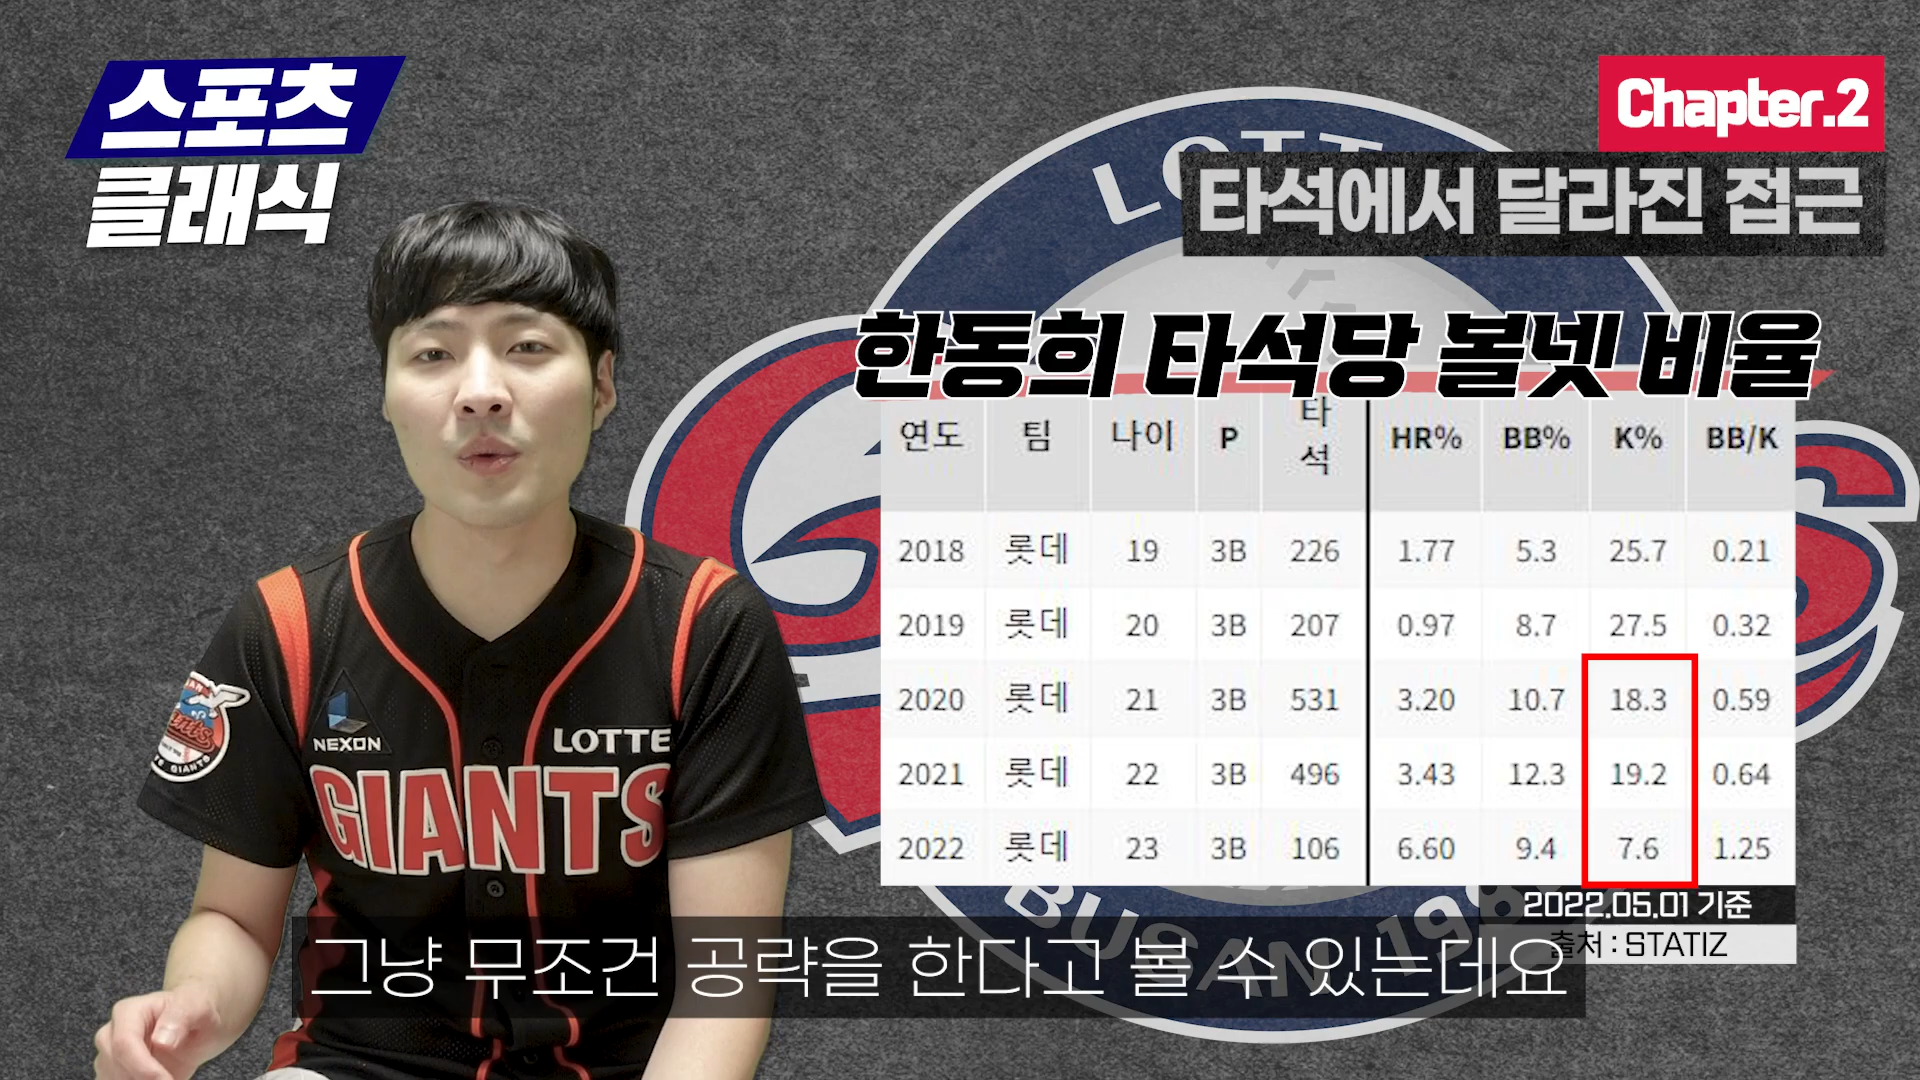 스포츠
클래식
Chapter.2
타석에서 달라진 접근
한동희 타석당 볼넷 비율
연도 팀 나이 P 타석 HR% BB% K% BB/K
2018 롯데 19 3B 226 1.77 5.3 25.7 0.21
2019 롯데 20 3B 207 0.97 8.7 27.5 0.32
2020 롯데 21 3B 531 3.20 10.7 18.3 0.59
2021 롯데 22 3B 496 3.43 12.3 19.2 0.64
2022 롯데 23 3B 106 6.60 9.4 7.6 1.25
2022.05.01 기준
출처 : STATIZ
NEXON
LOTTE
GIANTS
BUSAN 198
그냥 무조건 공략을 한다고 볼 수 있는데요